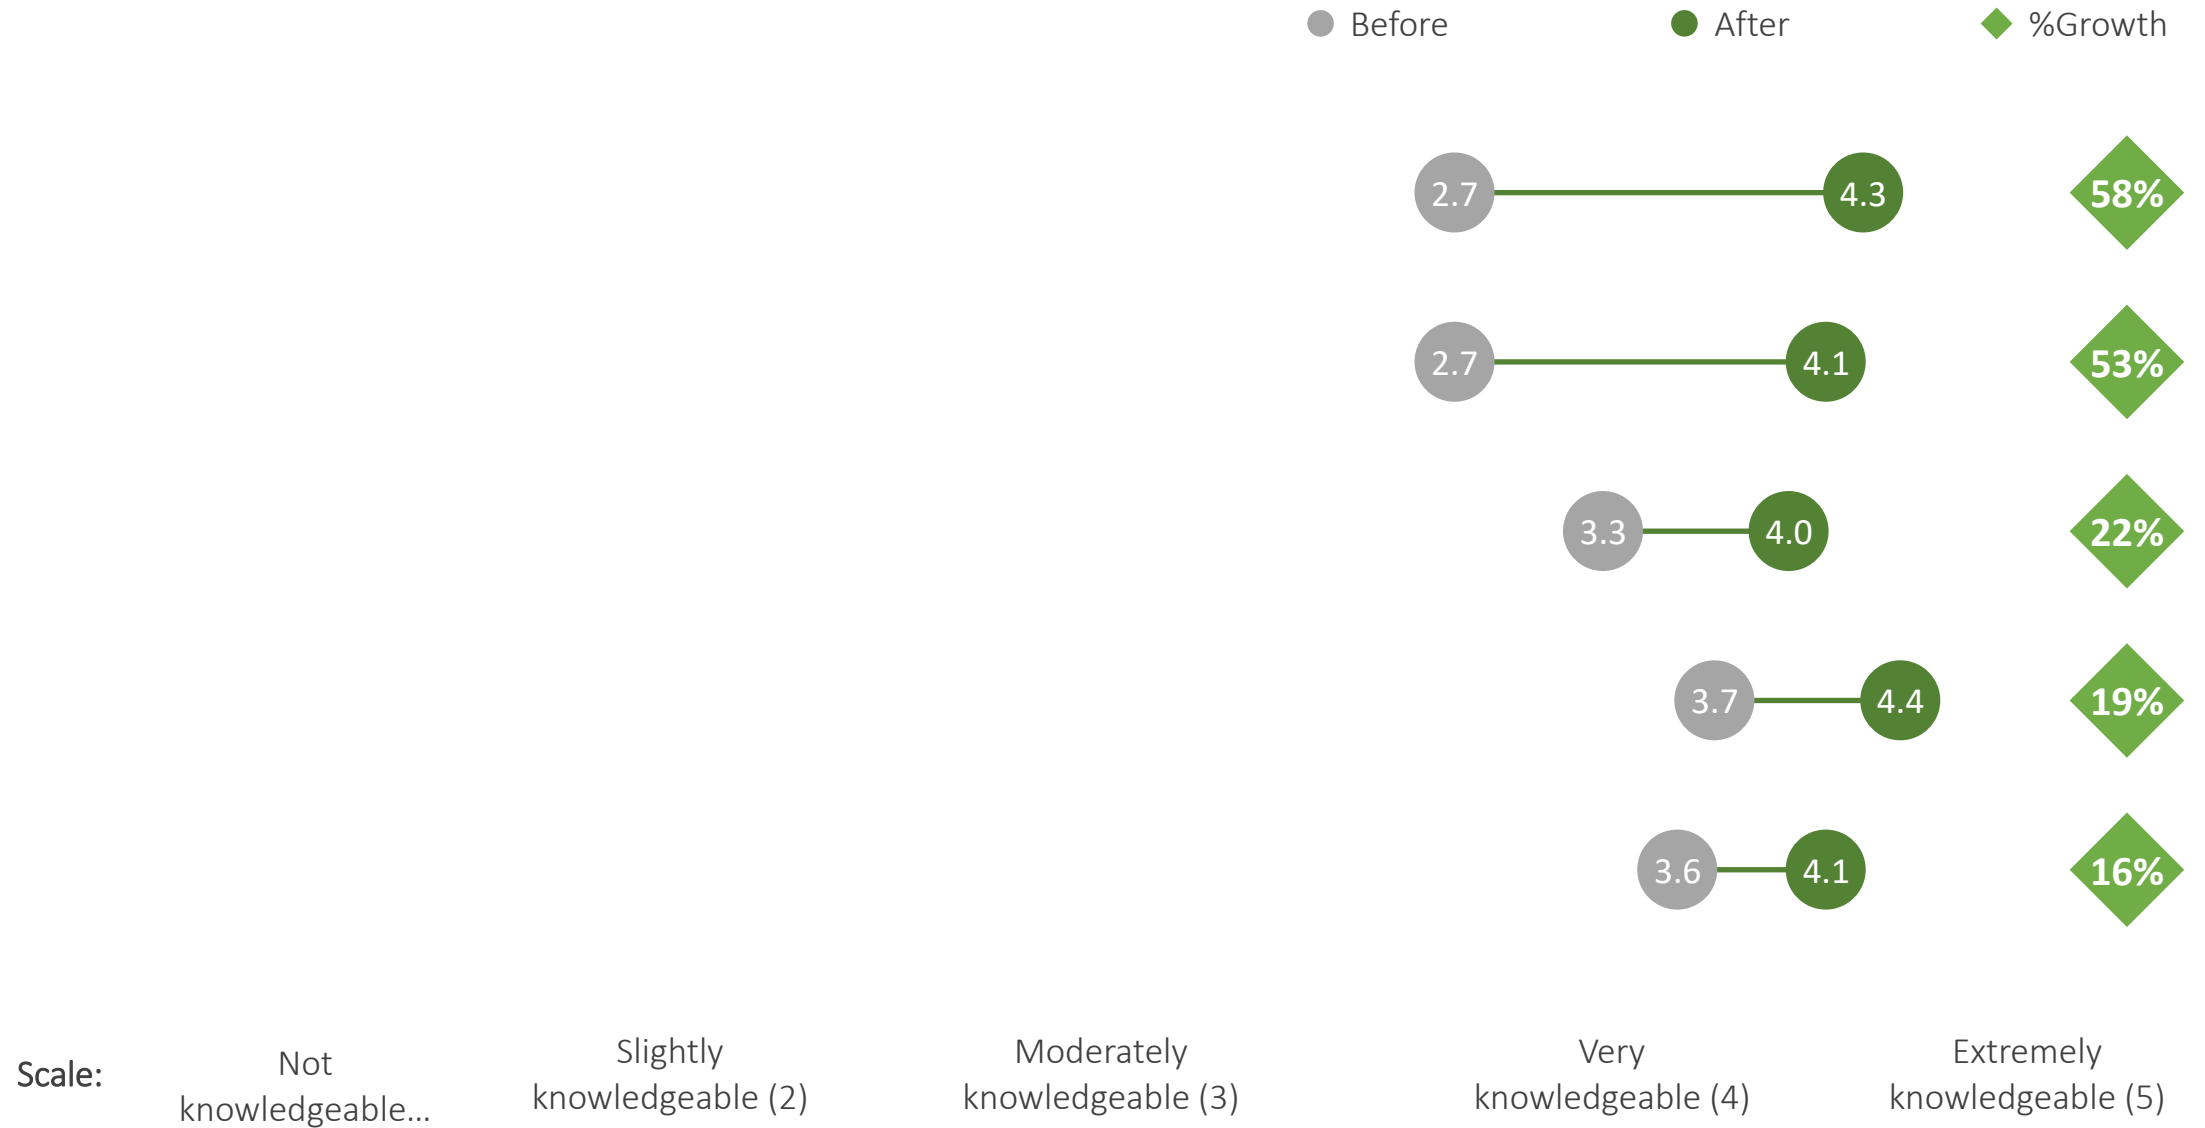 Before After %Growth
2.7 4.3 58%
2.7 4.1 53%
3.3 4.0 22%
3.7 4.4 19%
3.6 4.1 16%
Scale:
Not
knowledgeable...
Slightly
knowledgeable (2)
Moderately
knowledgeable (3)
Very
knowledgeable (4)
Extremely
knowledgeable (5)